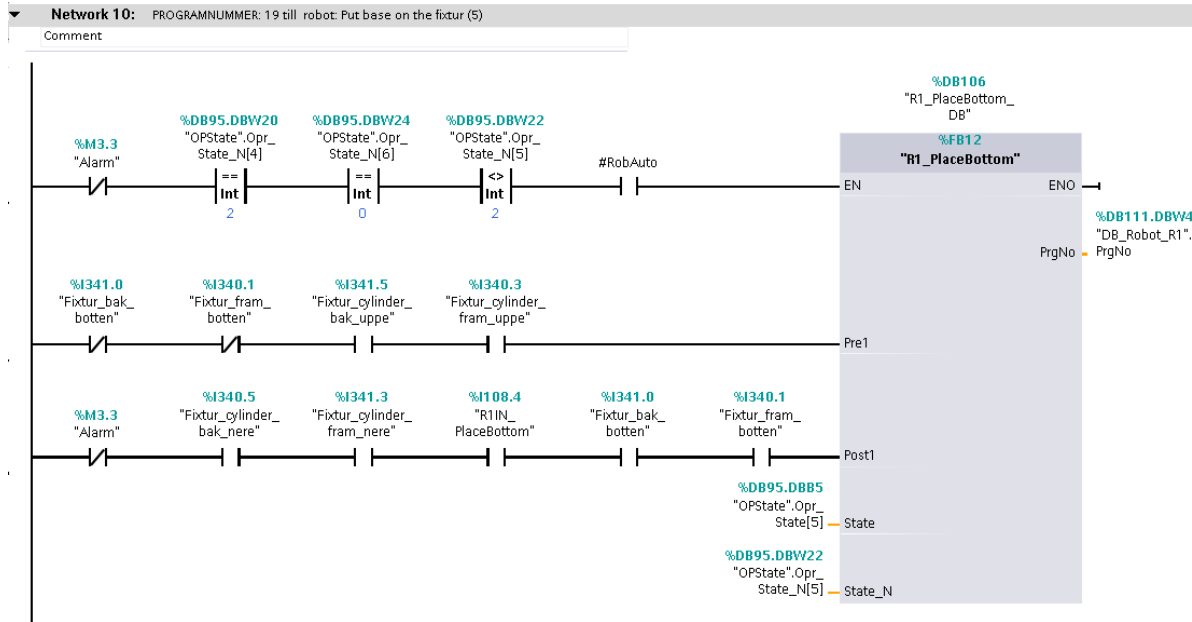 Network 10: PROGRAMNUMMER: 19 till robot: Put base on the fixtur (5)
Comment
%DB106
"R1_PlaceBottom_
DB"
%FB12
"R1_PlaceBottom"
%M3.3
"Alarm"
%DB95.DBW20
"OPState".Opr_
State_N[4]
==
Int
2
%DB95.DBW24
"OPState".Opr_
State_N[6]
==
Int
0
%DB95.DBW22
"OPState".Opr_
State_N[5]
<>
Int
2
#RobAuto
EN
ENO
%DB111.DBW4
"DB_Robot_R1".
PrgNo
PrgNo
%I341.0
"Fixtur_bak_
botten"
%I340.1
"Fixtur_fram_
botten"
%I341.5
"Fixtur_cylinder_
bak_uppe"
%I340.3
"Fixtur_cylinder_
fram_uppe"
Pre1
%M3.3
"Alarm"
%I340.5
"Fixtur_cylinder_
bak_nere"
%I341.3
"Fixtur_cylinder_
fram_nere"
%I108.4
"R1IN_
PlaceBottom"
%I341.0
"Fixtur_bak_
botten"
%I340.1
"Fixtur_fram_
botten"
Post1
%DB95.DBB5
"OPState".Opr_
State[5]
State
%DB95.DBW22
"OPState".Opr_
State_N[5]
State_N